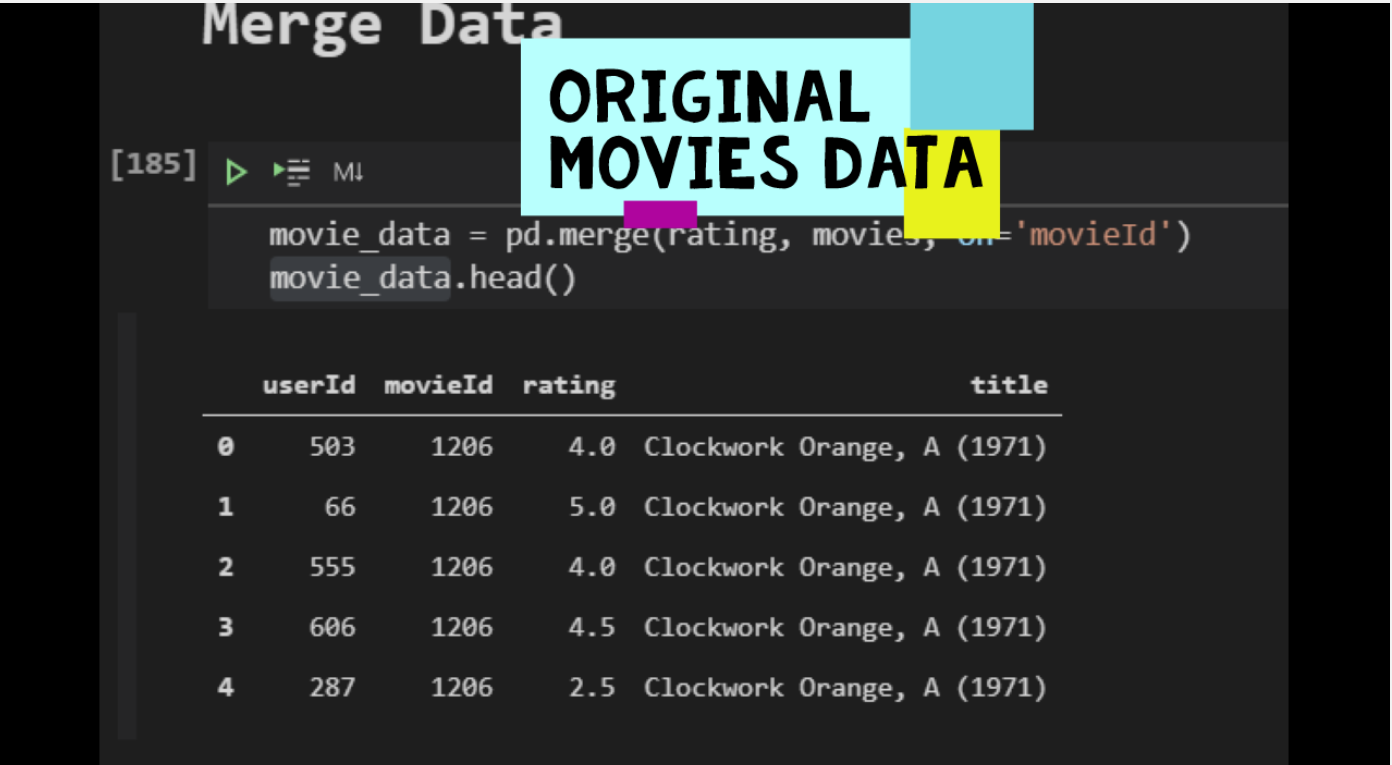 Merge Data
ORIGINAL
MOVIES DATA
[185] M↓
movie_data = pd.merge(rating, movies, on='movieId')
movie_data.head()
userId movieId rating title
0 503 1206 4.0 Clockwork Orange, A (1971)
1 66 1206 5.0 Clockwork Orange, A (1971)
2 555 1206 4.0 Clockwork Orange, A (1971)
3 606 1206 4.5 Clockwork Orange, A (1971)
4 287 1206 2.5 Clockwork Orange, A (1971)